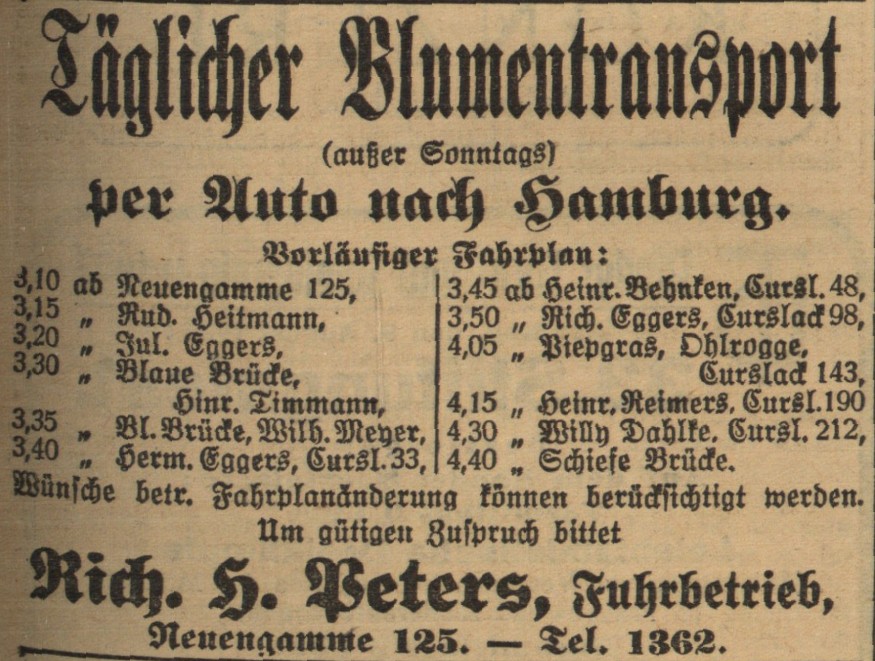 Täglicher Blumentransport
(außer Sonntags)
per Auto nach Hamburg.
Vorläufiger Fahrplan:
3,10 ab Neuengamme 125,
3,15 „ Rud. Heitmann,
3,20 „ Jul. Eggers,
3,30 „ Blaue Brücke,
Hinr. Timmann,
3,35 „ Bl. Brücke, Wilh. Meyer,
3,40 „ Herm. Eggers, Cursl. 33,
3,45 ab Heinr. Behnken, Cursl. 48,
3,50 „ Rich. Eggers, Curslack 98,
4,05 „ Piepgras, Ohlrogge,
Curslack 143,
4,15 „ Heinr. Reimers, Cursl. 190
4,30 „ Willy Dahlke, Cursl. 212,
4,40 „ Schiefe Brücke.
Wünsche betr. Fahrplanänderung können berücksichtigt werden.
Um gütigen Zuspruch bittet
Rich. H. Peters, Fuhrbetrieb,
Neuengamme 125. — Tel. 1362.